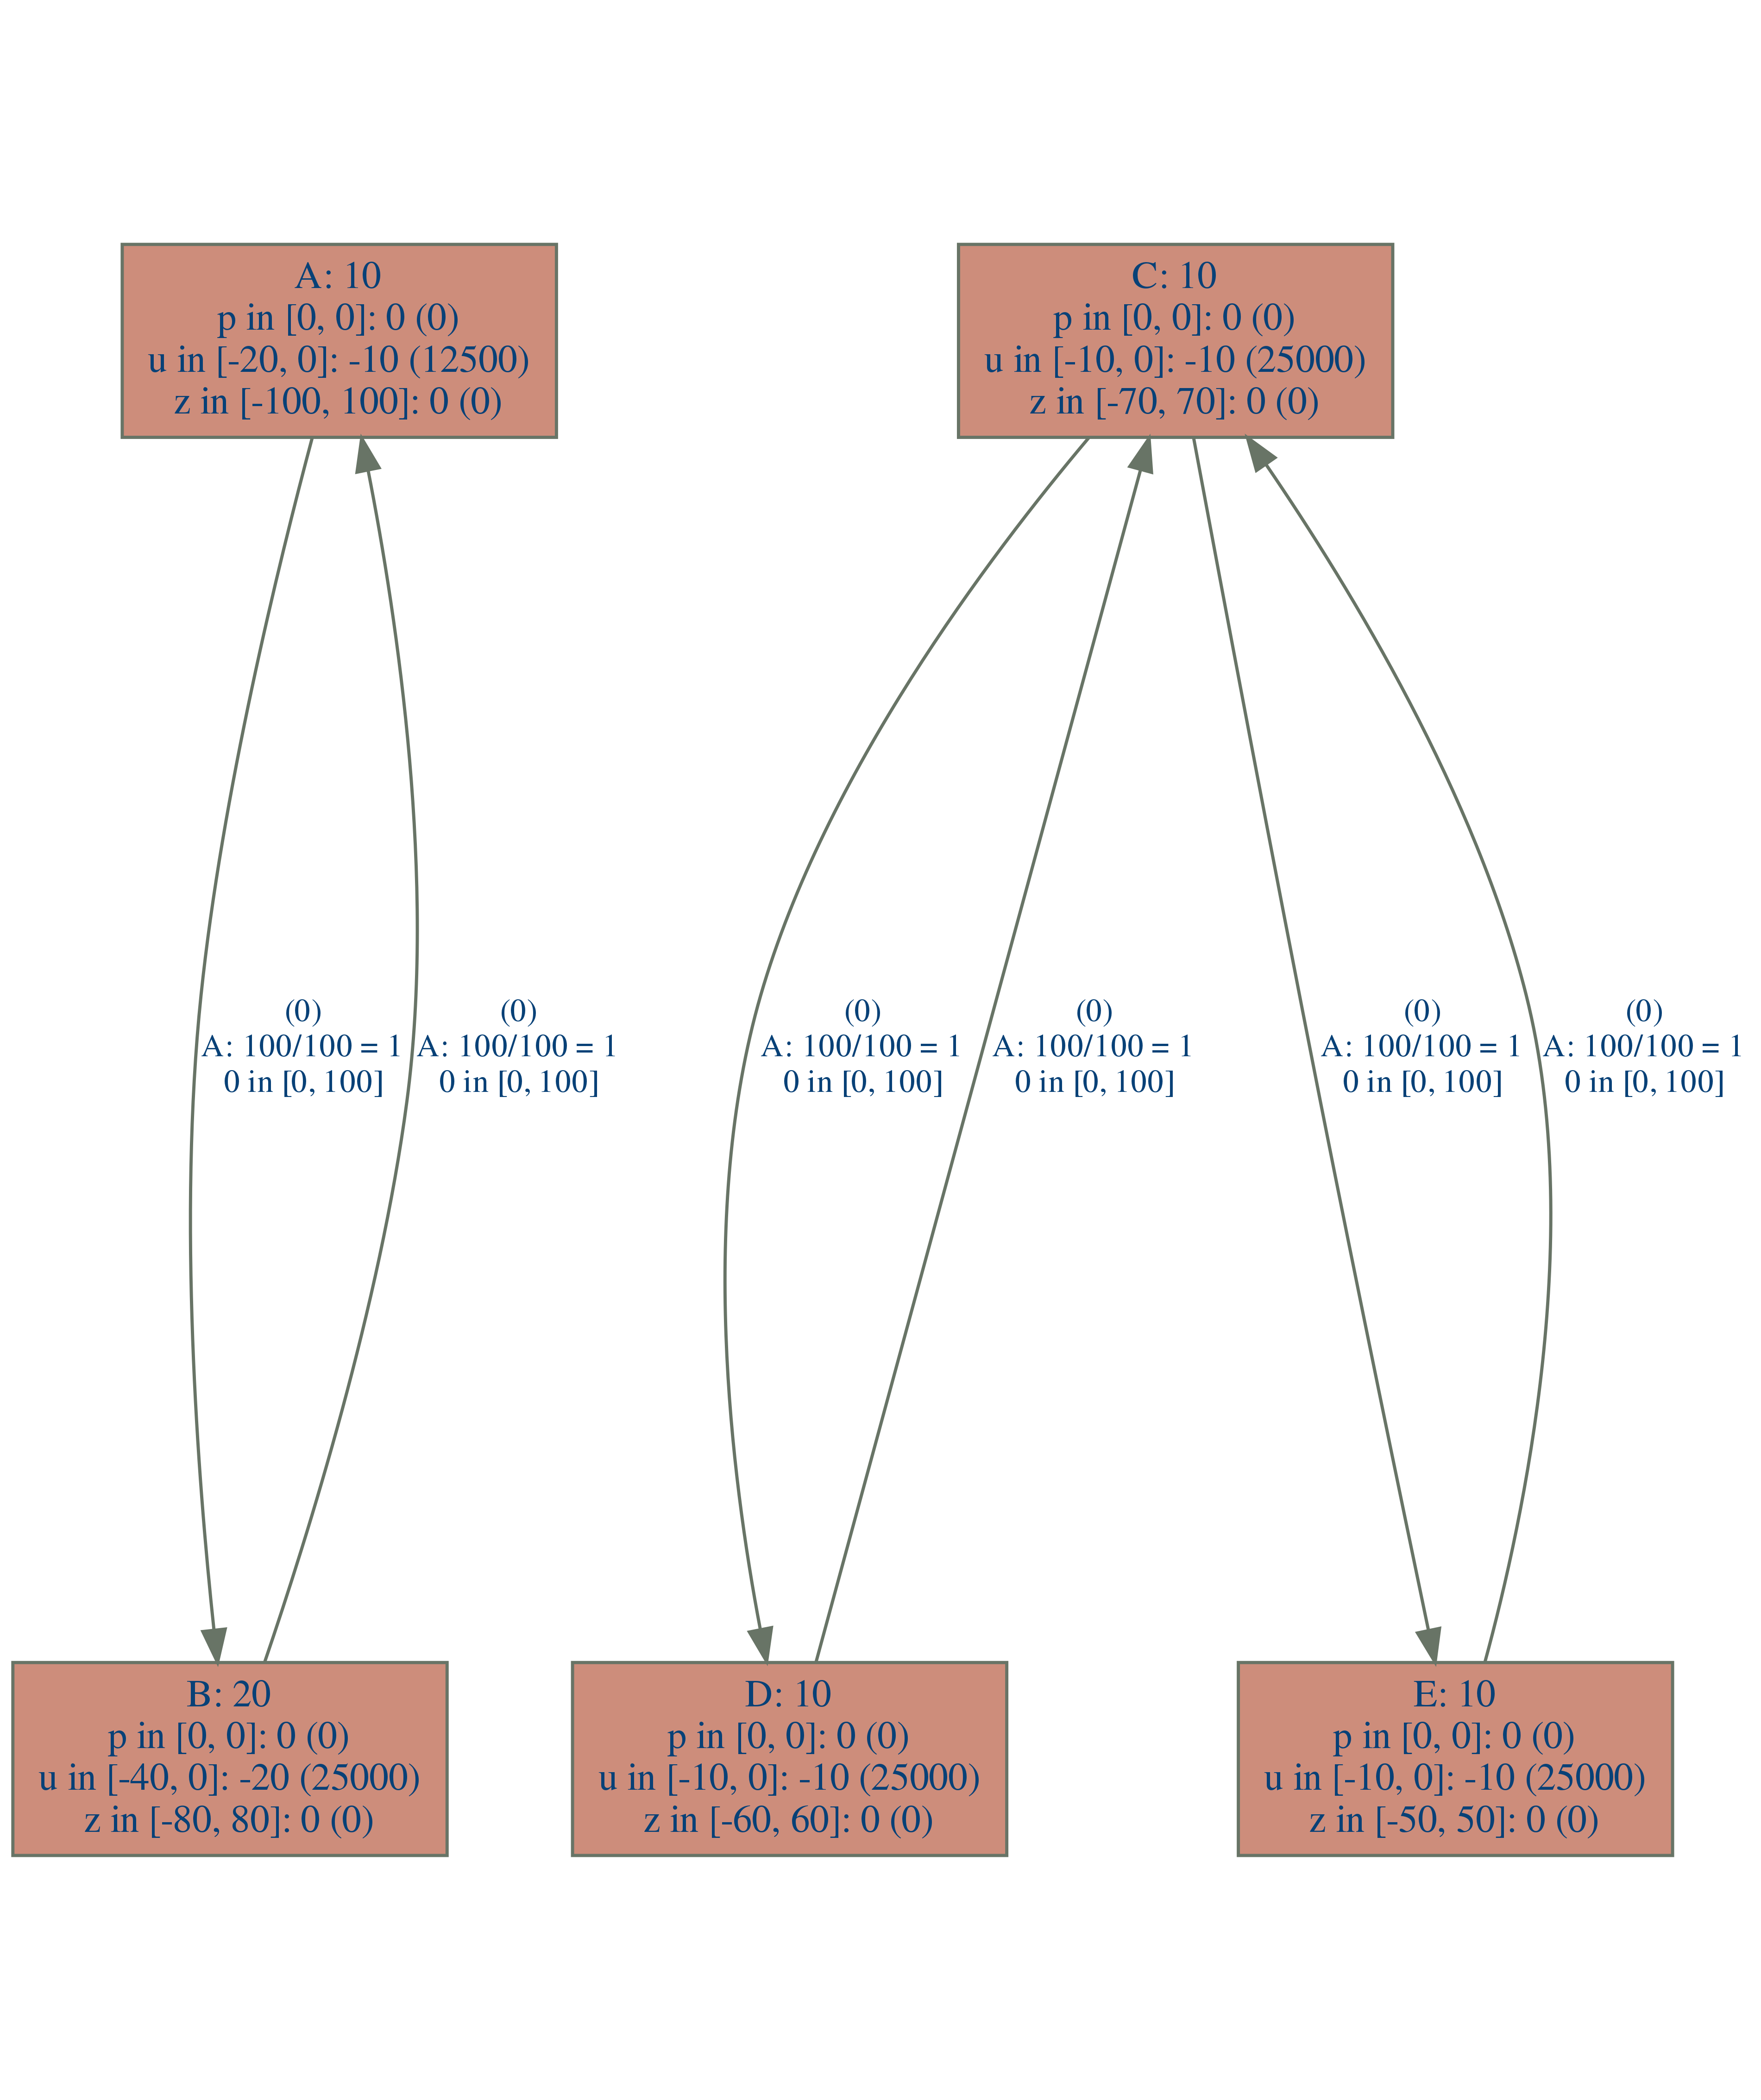 A: 10
p in [0, 0]: 0 (0)
u in [-20, 0]: -10 (12500)
z in [-100, 100]: 0 (0)
C: 10
p in [0, 0]: 0 (0)
u in [-10, 0]: -10 (25000)
z in [-70, 70]: 0 (0)
(0)
A: 100/100 = 1
0 in [0, 100]
(0)
A: 100/100 = 1
0 in [0, 100]
(0)
A: 100/100 = 1
0 in [0, 100]
(0)
A: 100/100 = 1
0 in [0, 100]
(0)
A: 100/100 = 1
0 in [0, 100]
(0)
A: 100/100 = 1
0 in [0, 100]
B: 20
p in [0, 0]: 0 (0)
u in [-40, 0]: -20 (25000)
z in [-80, 80]: 0 (0)
D: 10
p in [0, 0]: 0 (0)
u in [-10, 0]: -10 (25000)
z in [-60, 60]: 0 (0)
E: 10
p in [0, 0]: 0 (0)
u in [-10, 0]: -10 (25000)
z in [-50, 50]: 0 (0)